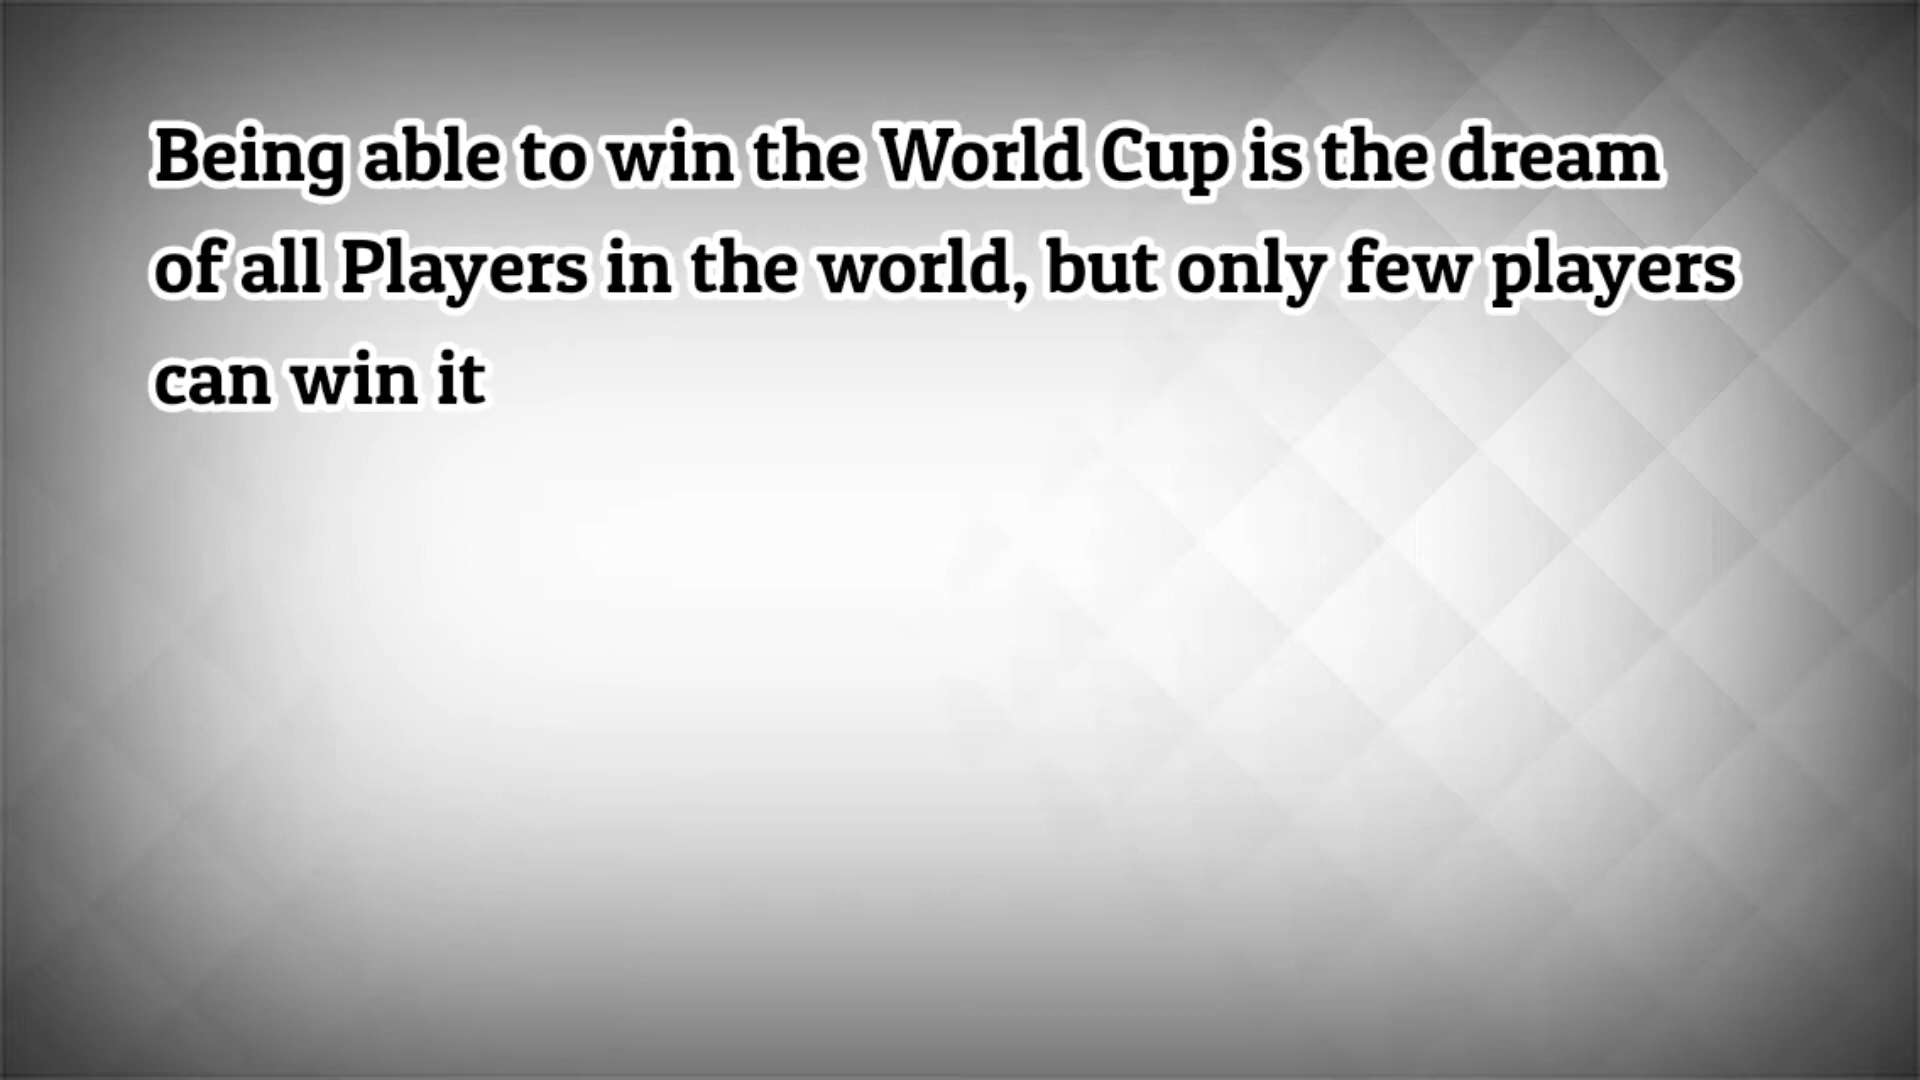 Being able to win the World Cup is the dream
of all Players in the world, but only few players
can win it